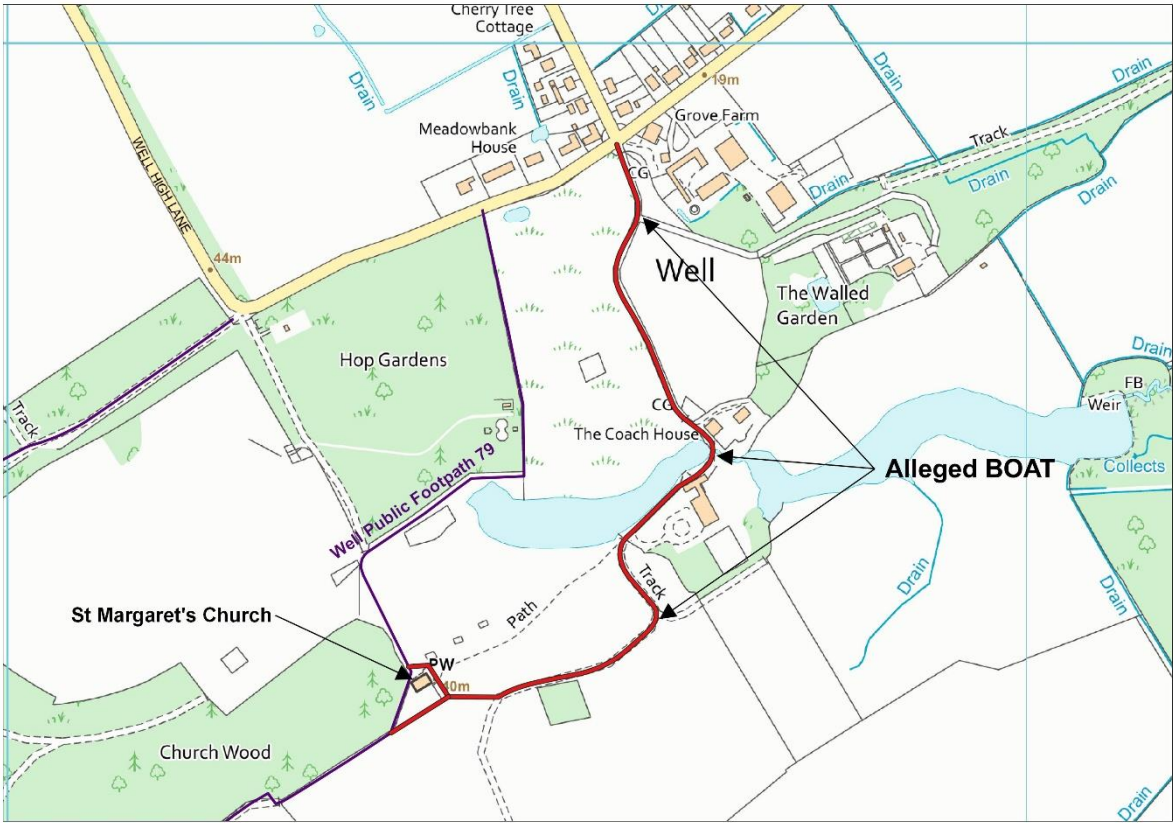 Cherry Tree
Cottage
Drain
Drain
Drain
Drain
19m
Grove Farm
Meadowbank
House
WELL HIGH LANE
CG
Track
Drain
Drain
Drain
44m
Well
The Walled
Garden
Hop Gardens
Drain
FB
Weir
Track
CG
The Coach House
Alleged BOAT
Collects
Well Public Footpath 79
Track
Drain
Drain
Path
St Margaret's Church
PW
40m
Church Wood